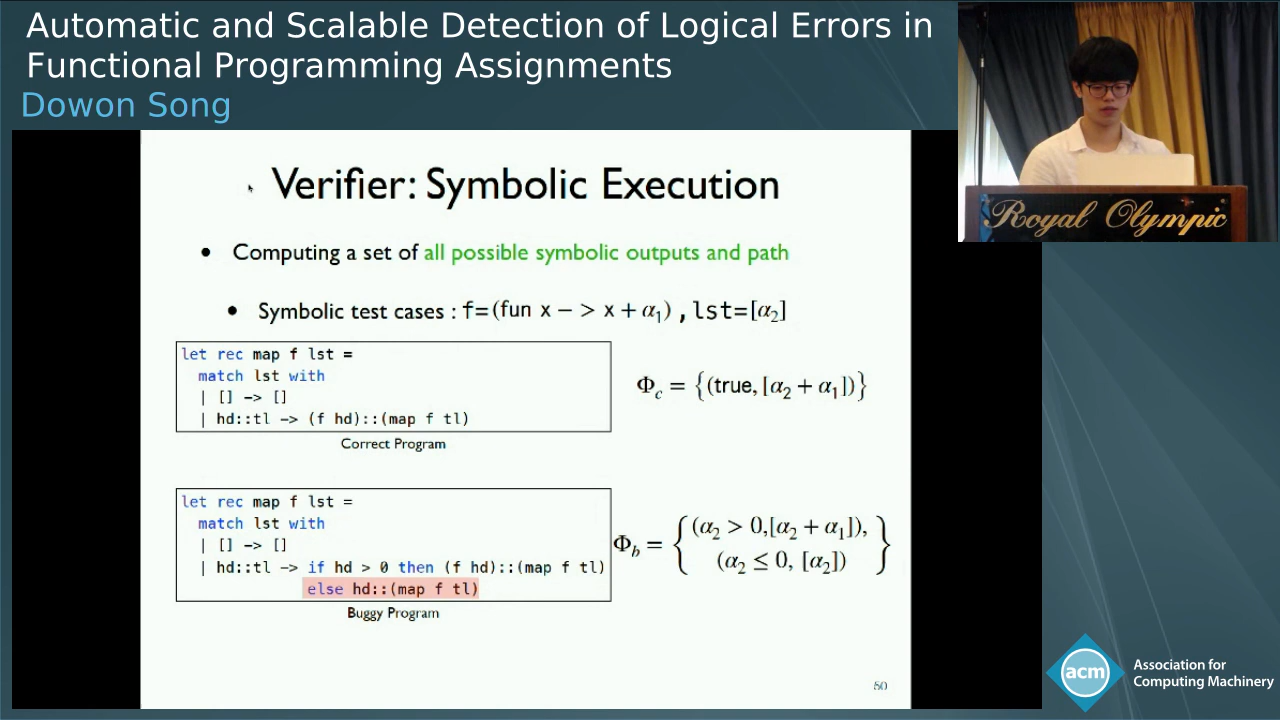 Automatic and Scalable Detection of Logical Errors in
Functional Programming Assignments
Dowon Song
Royal Olympic
Verifier: Symbolic Execution
• Computing a set of all possible symbolic outputs and path
• Symbolic test cases : f=(fun x − > x + α₁) , lst=[α₂]
let rec map f lst =
match lst with
| [] -> []
| hd::tl -> (f hd)::(map f tl)
Correct Program
Φ_c = {(true, [α₂ + α₁])}
let rec map f lst =
match lst with
| [] -> []
| hd::tl -> if hd > 0 then (f hd)::(map f tl)
else hd::(map f tl)
Buggy Program
Φ_b = { (α₂ > 0,[α₂ + α₁]),
(α₂ ≤ 0, [α₂]) }
50
acm
Association for
Computing Machinery